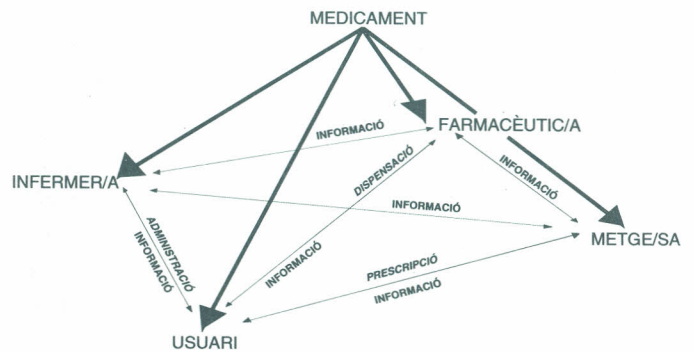 MEDICAMENT
INFORMACIÓ
FARMACÈUTIC/A
DISPENSACIÓ
INFORMACIÓ
INFERMER/A
INFORMACIÓ
METGE/SA
ADMINISTRACIÓ
INFORMACIÓ
INFORMACIÓ
PRESCRIPCIÓ
INFORMACIÓ
USUARI